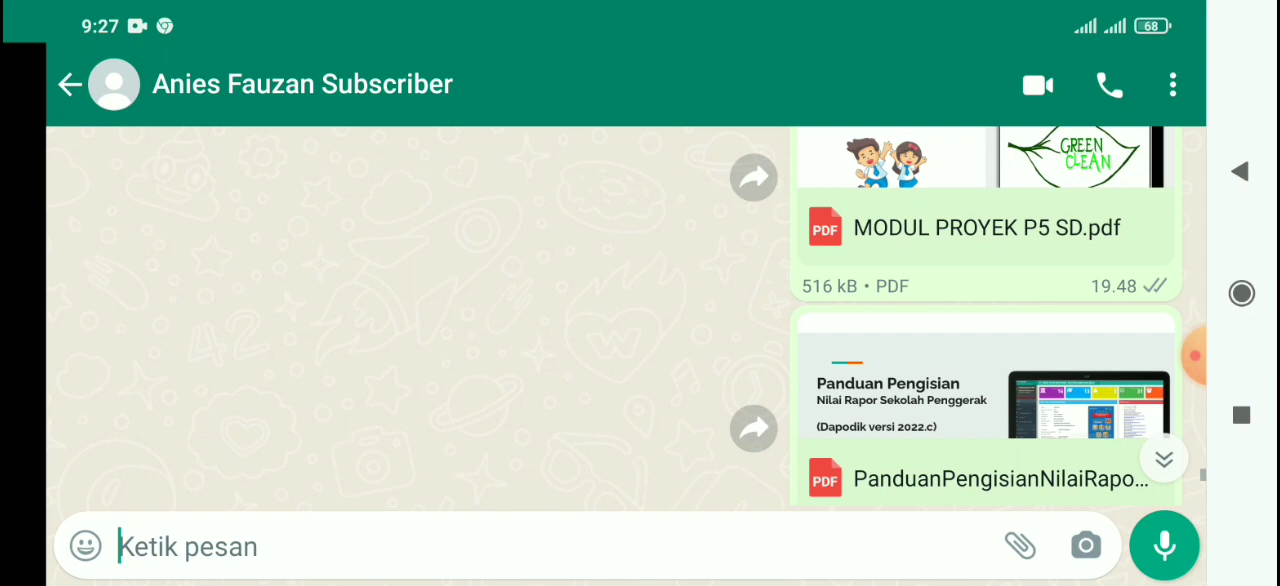 9:27
68
Anies Fauzan Subscriber
GREEN
CLEAN
PDF
MODUL PROYEK P5 SD.pdf
516 kB • PDF
19.48
Panduan Pengisian
Nilai Rapor Sekolah Penggerak
(Dapodik versi 2022.c)
PDF
PanduanPengisianNilaiRapo...
Ketik pesan